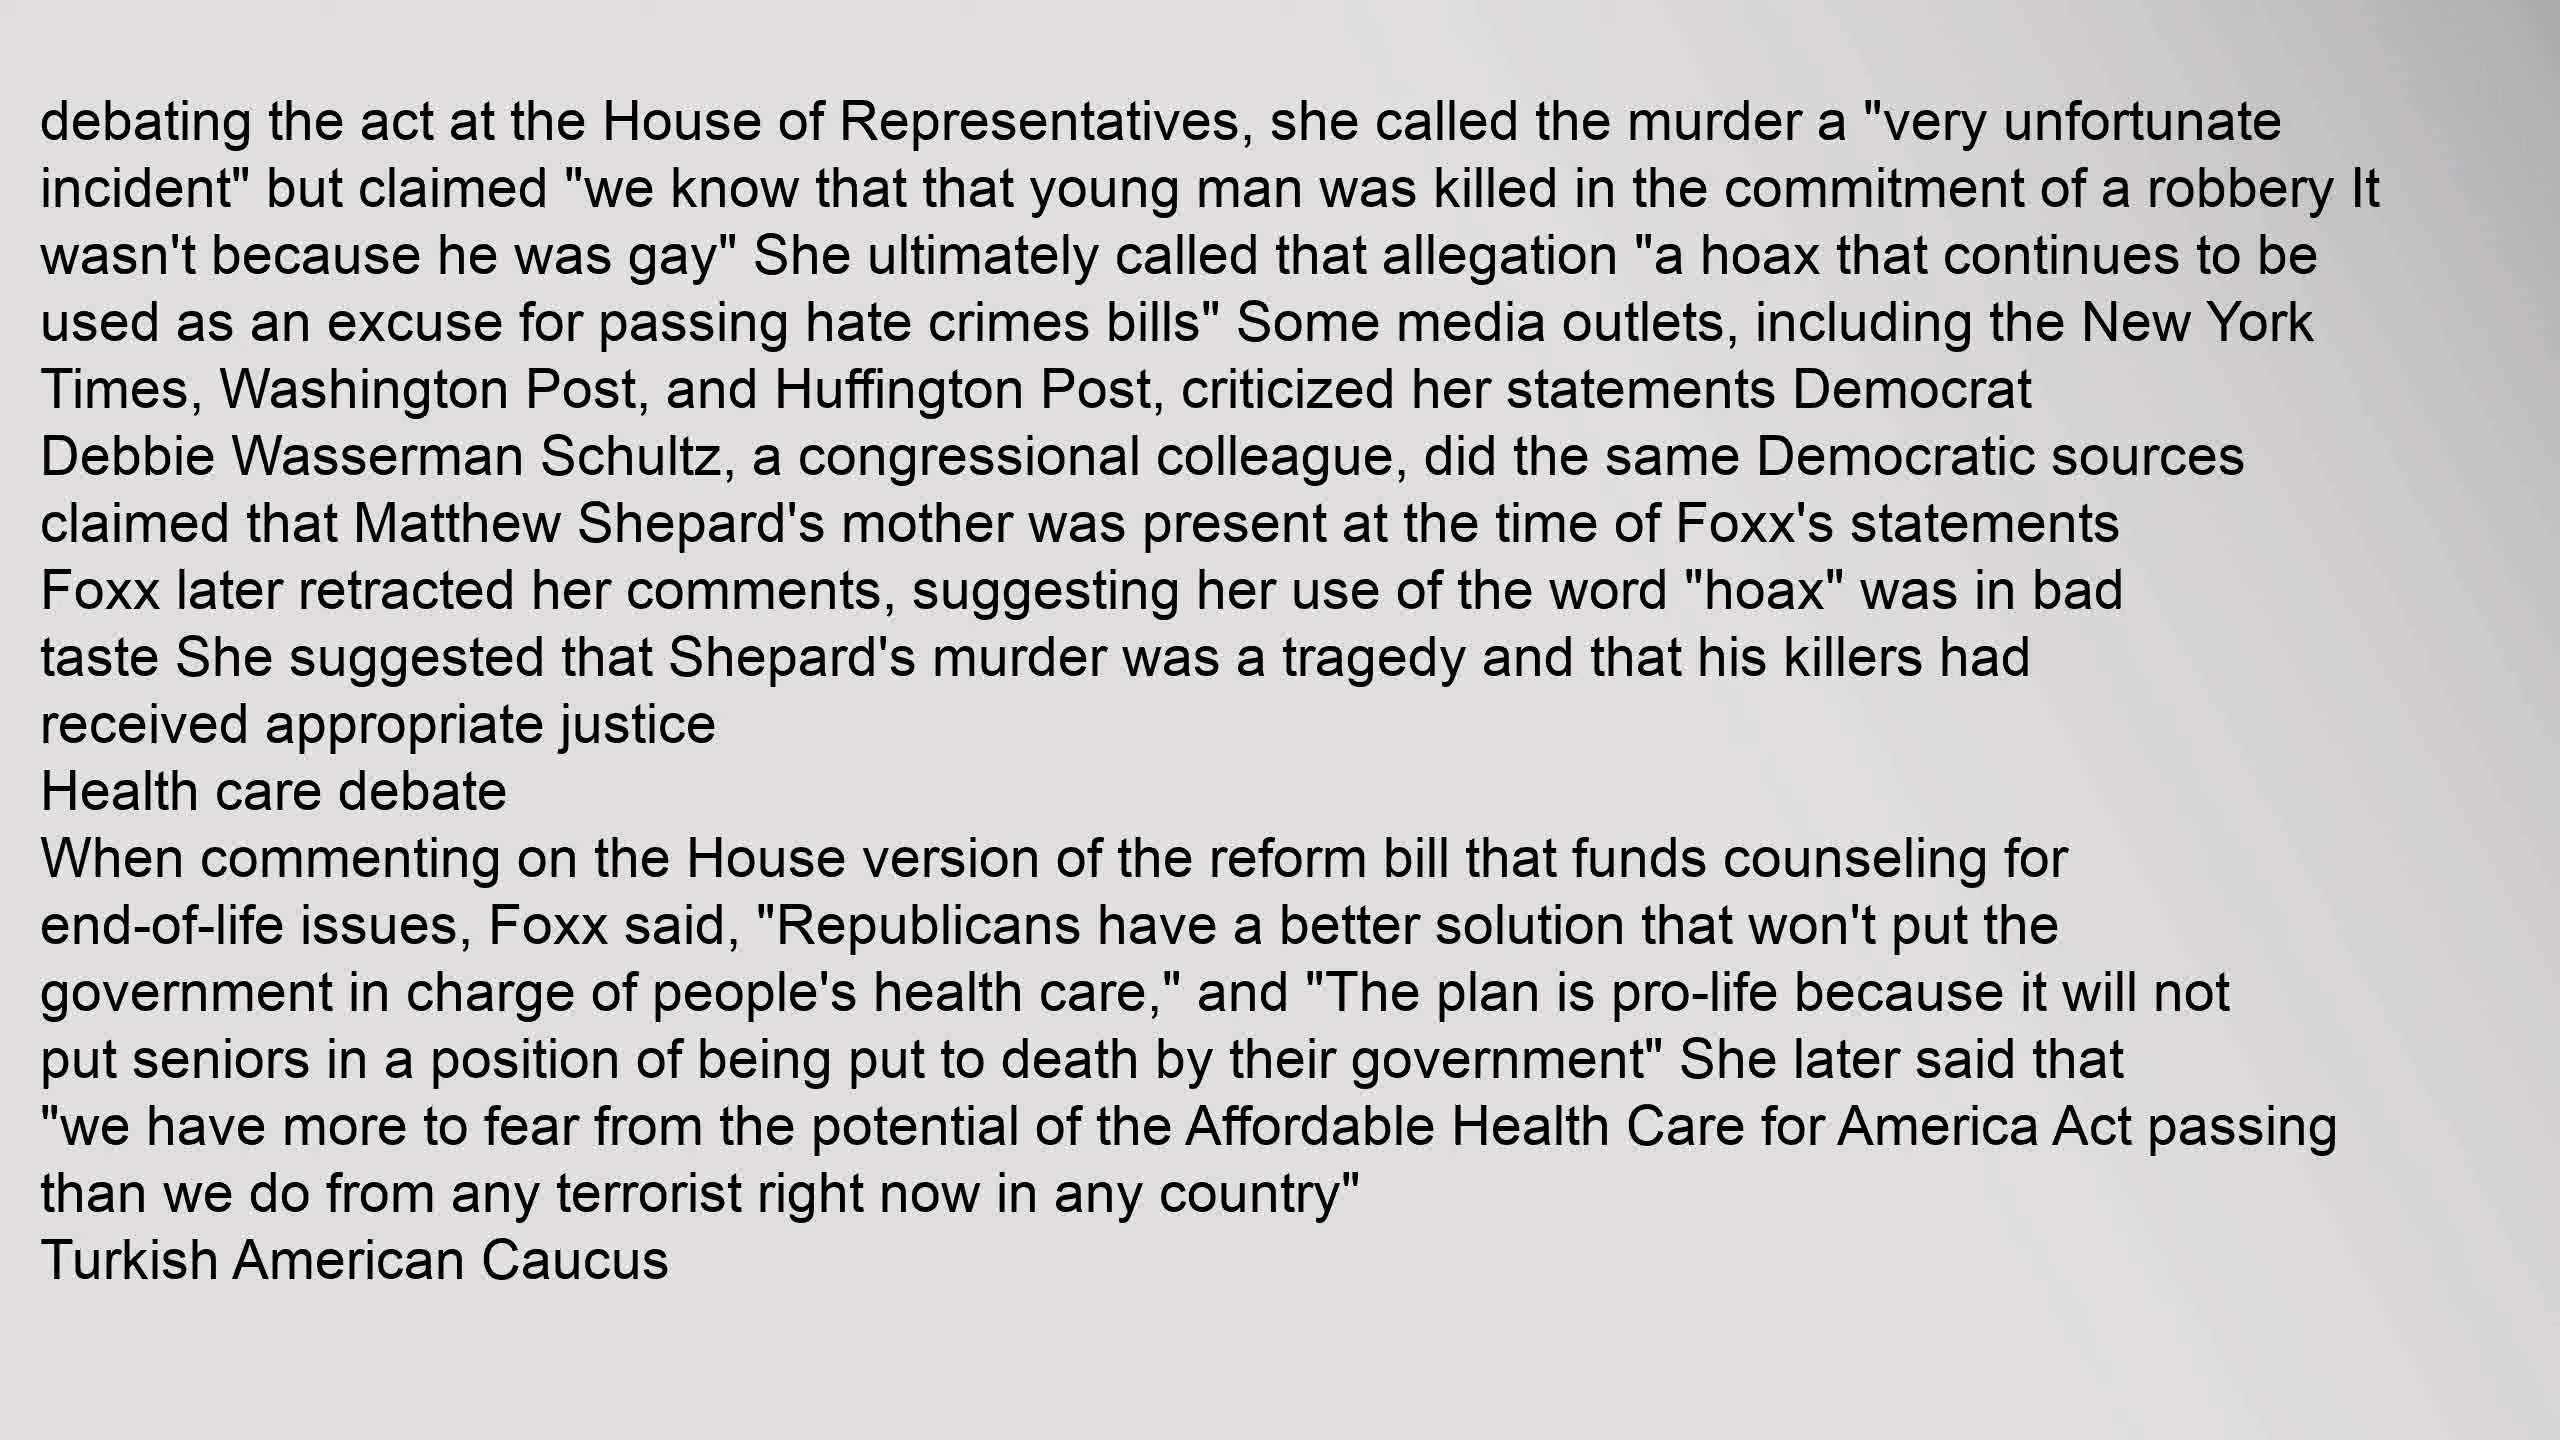 debating the act at the House of Representatives, she called the murder a "very unfortunate
incident" but claimed "we know that that young man was killed in the commitment of a robbery It
wasn't because he was gay" She ultimately called that allegation "a hoax that continues to be
used as an excuse for passing hate crimes bills" Some media outlets, including the New York
Times, Washington Post, and Huffington Post, criticized her statements Democrat
Debbie Wasserman Schultz, a congressional colleague, did the same Democratic sources
claimed that Matthew Shepard's mother was present at the time of Foxx's statements
Foxx later retracted her comments, suggesting her use of the word "hoax" was in bad
taste She suggested that Shepard's murder was a tragedy and that his killers had
received appropriate justice
Health care debate
When commenting on the House version of the reform bill that funds counseling for
end-of-life issues, Foxx said, "Republicans have a better solution that won't put the
government in charge of people's health care," and "The plan is pro-life because it will not
put seniors in a position of being put to death by their government" She later said that
"we have more to fear from the potential of the Affordable Health Care for America Act passing
than we do from any terrorist right now in any country"
Turkish American Caucus